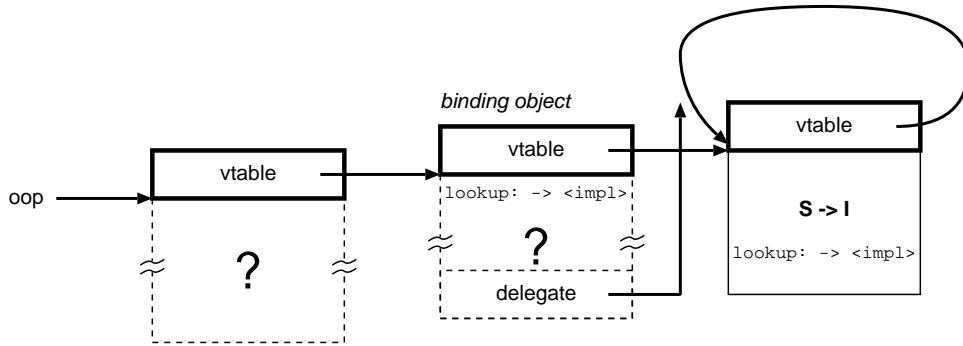 oop
vtable
?
binding object
vtable
lookup: -> <impl>
?
delegate
vtable
S -> I
lookup: -> <impl>